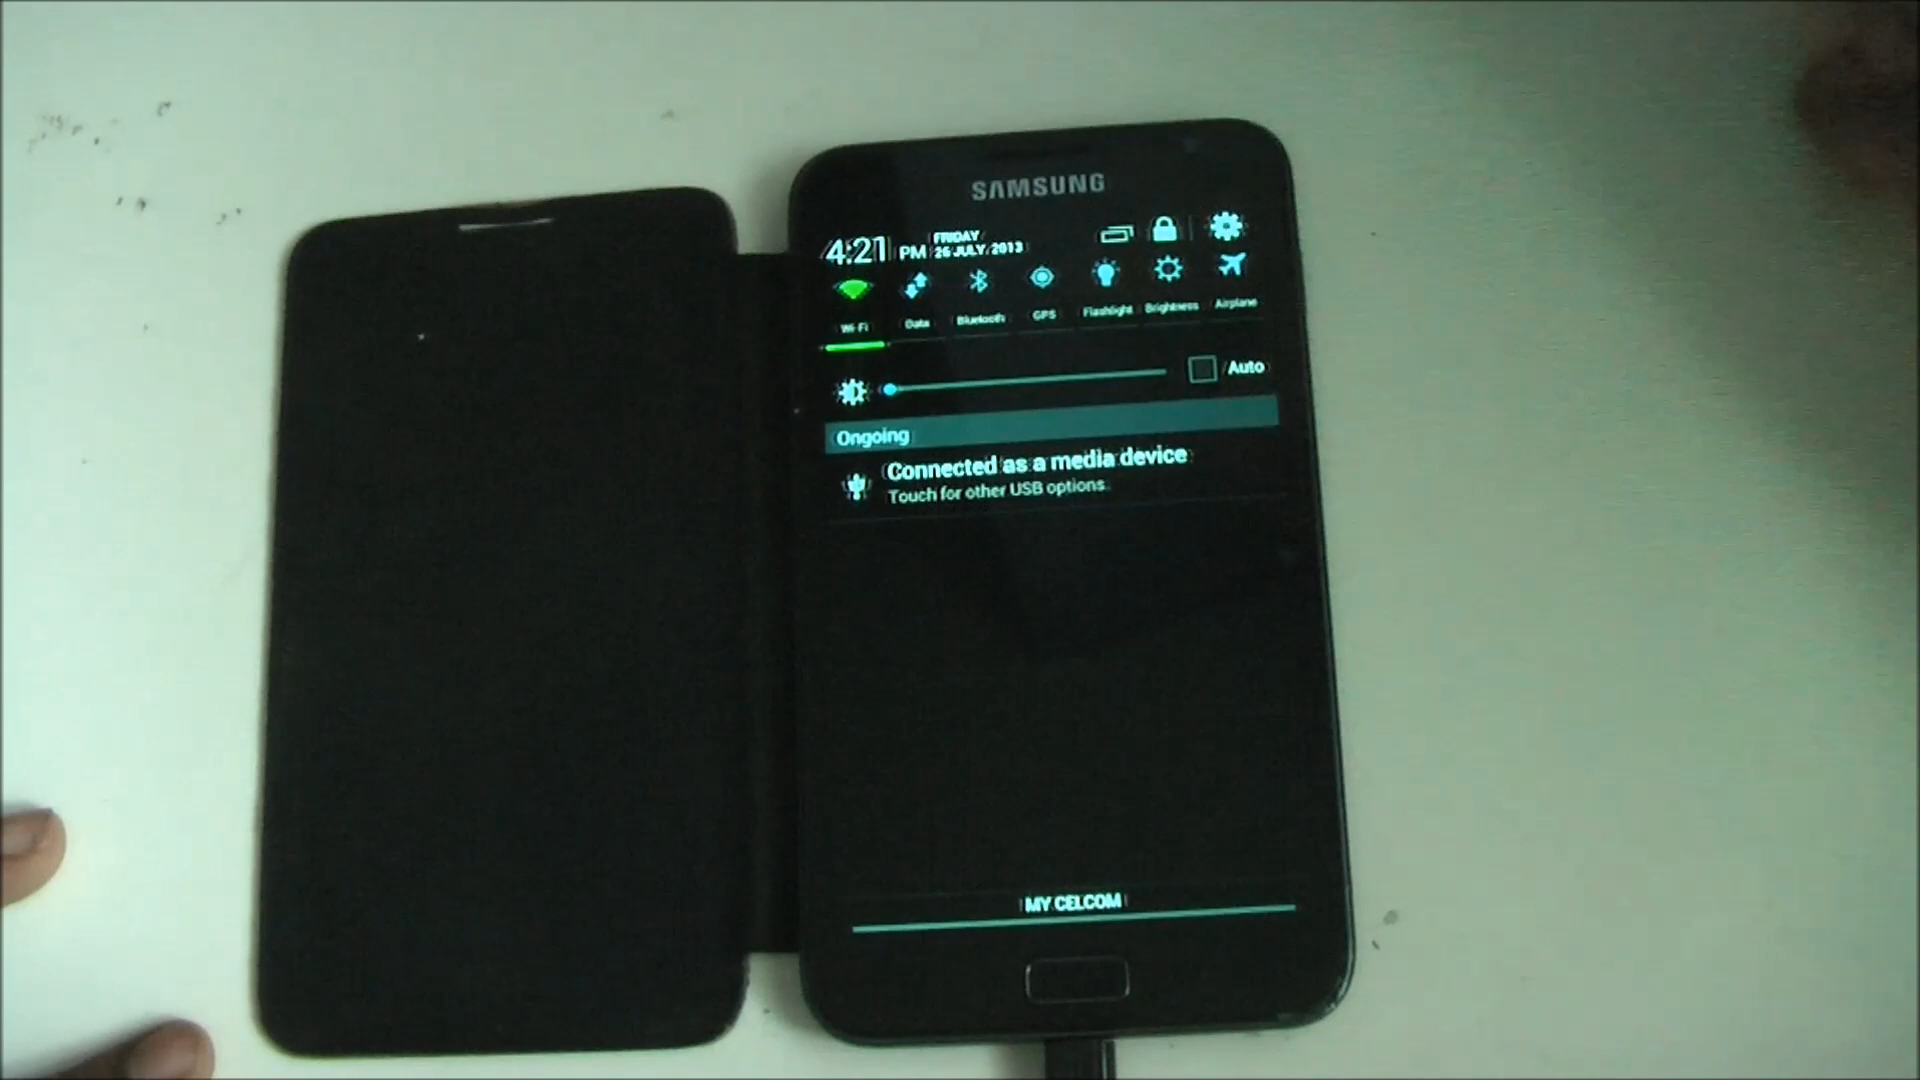 SAMSUNG
4:21 PM
FRIDAY
26 JULY 2013
Wi-Fi
Data
Bluetooth
GPS
Flashlight
Brightness
Airplane
Auto
Ongoing
Connected as a media device
Touch for other USB options.
MY CELCOM